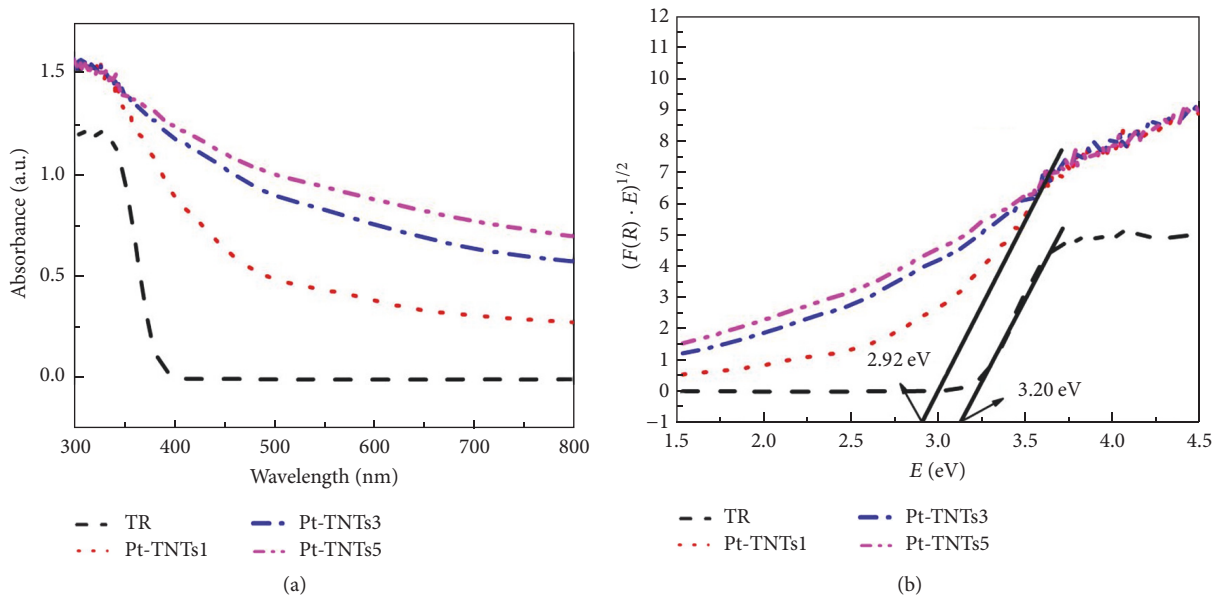 Absorbance (a.u.)
1.5
1.0
0.5
0.0
300 400 500 600 700 800
Wavelength (nm)
TR
Pt-TNTs1
Pt-TNTs3
Pt-TNTs5
(a)
(F(R) · E)^1/2
12
11
10
9
8
7
6
5
4
3
2
1
0
−1
2.92 eV
3.20 eV
1.5 2.0 2.5 3.0 3.5 4.0 4.5
E (eV)
TR
Pt-TNTs1
Pt-TNTs3
Pt-TNTs5
(b)